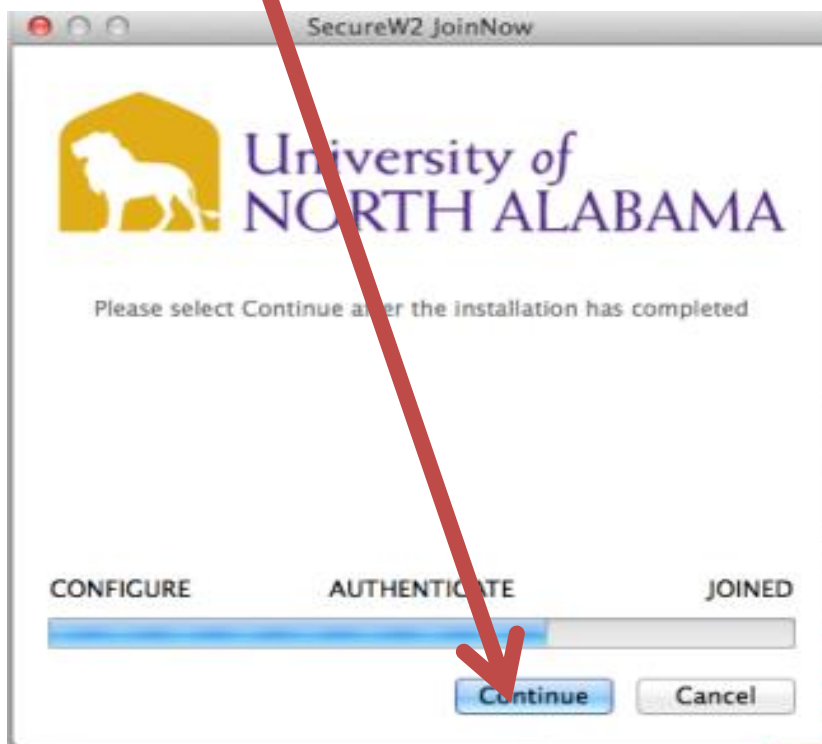 SecureW2 JoinNow
University of
NORTH ALABAMA
Please select Continue after the installation has completed
CONFIGURE AUTHENTICATE JOINED
Continue Cancel